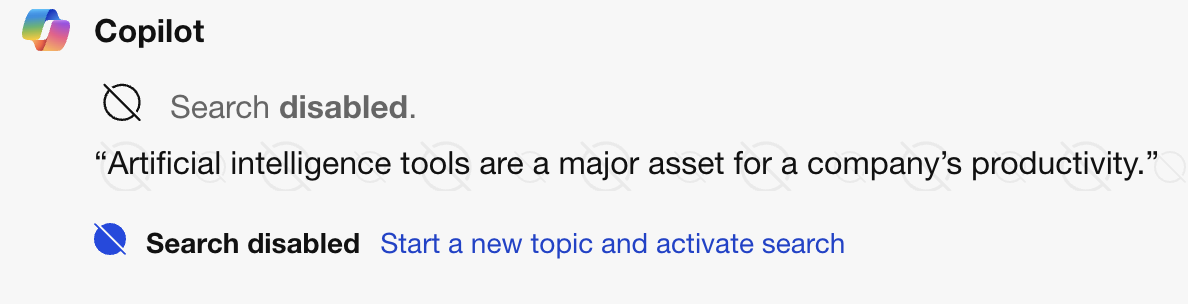 Copilot
Search disabled.
“Artificial intelligence tools are a major asset for a company’s productivity.”
Search disabled Start a new topic and activate search